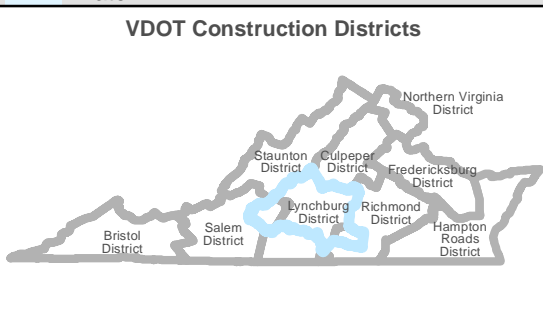 VDOT Construction Districts
Northern Virginia
District
Staunton
District
Culpeper
District
Fredericksburg
District
Lynchburg
District
Richmond
District
Salem
District
Bristol
District
Hampton
Roads
District